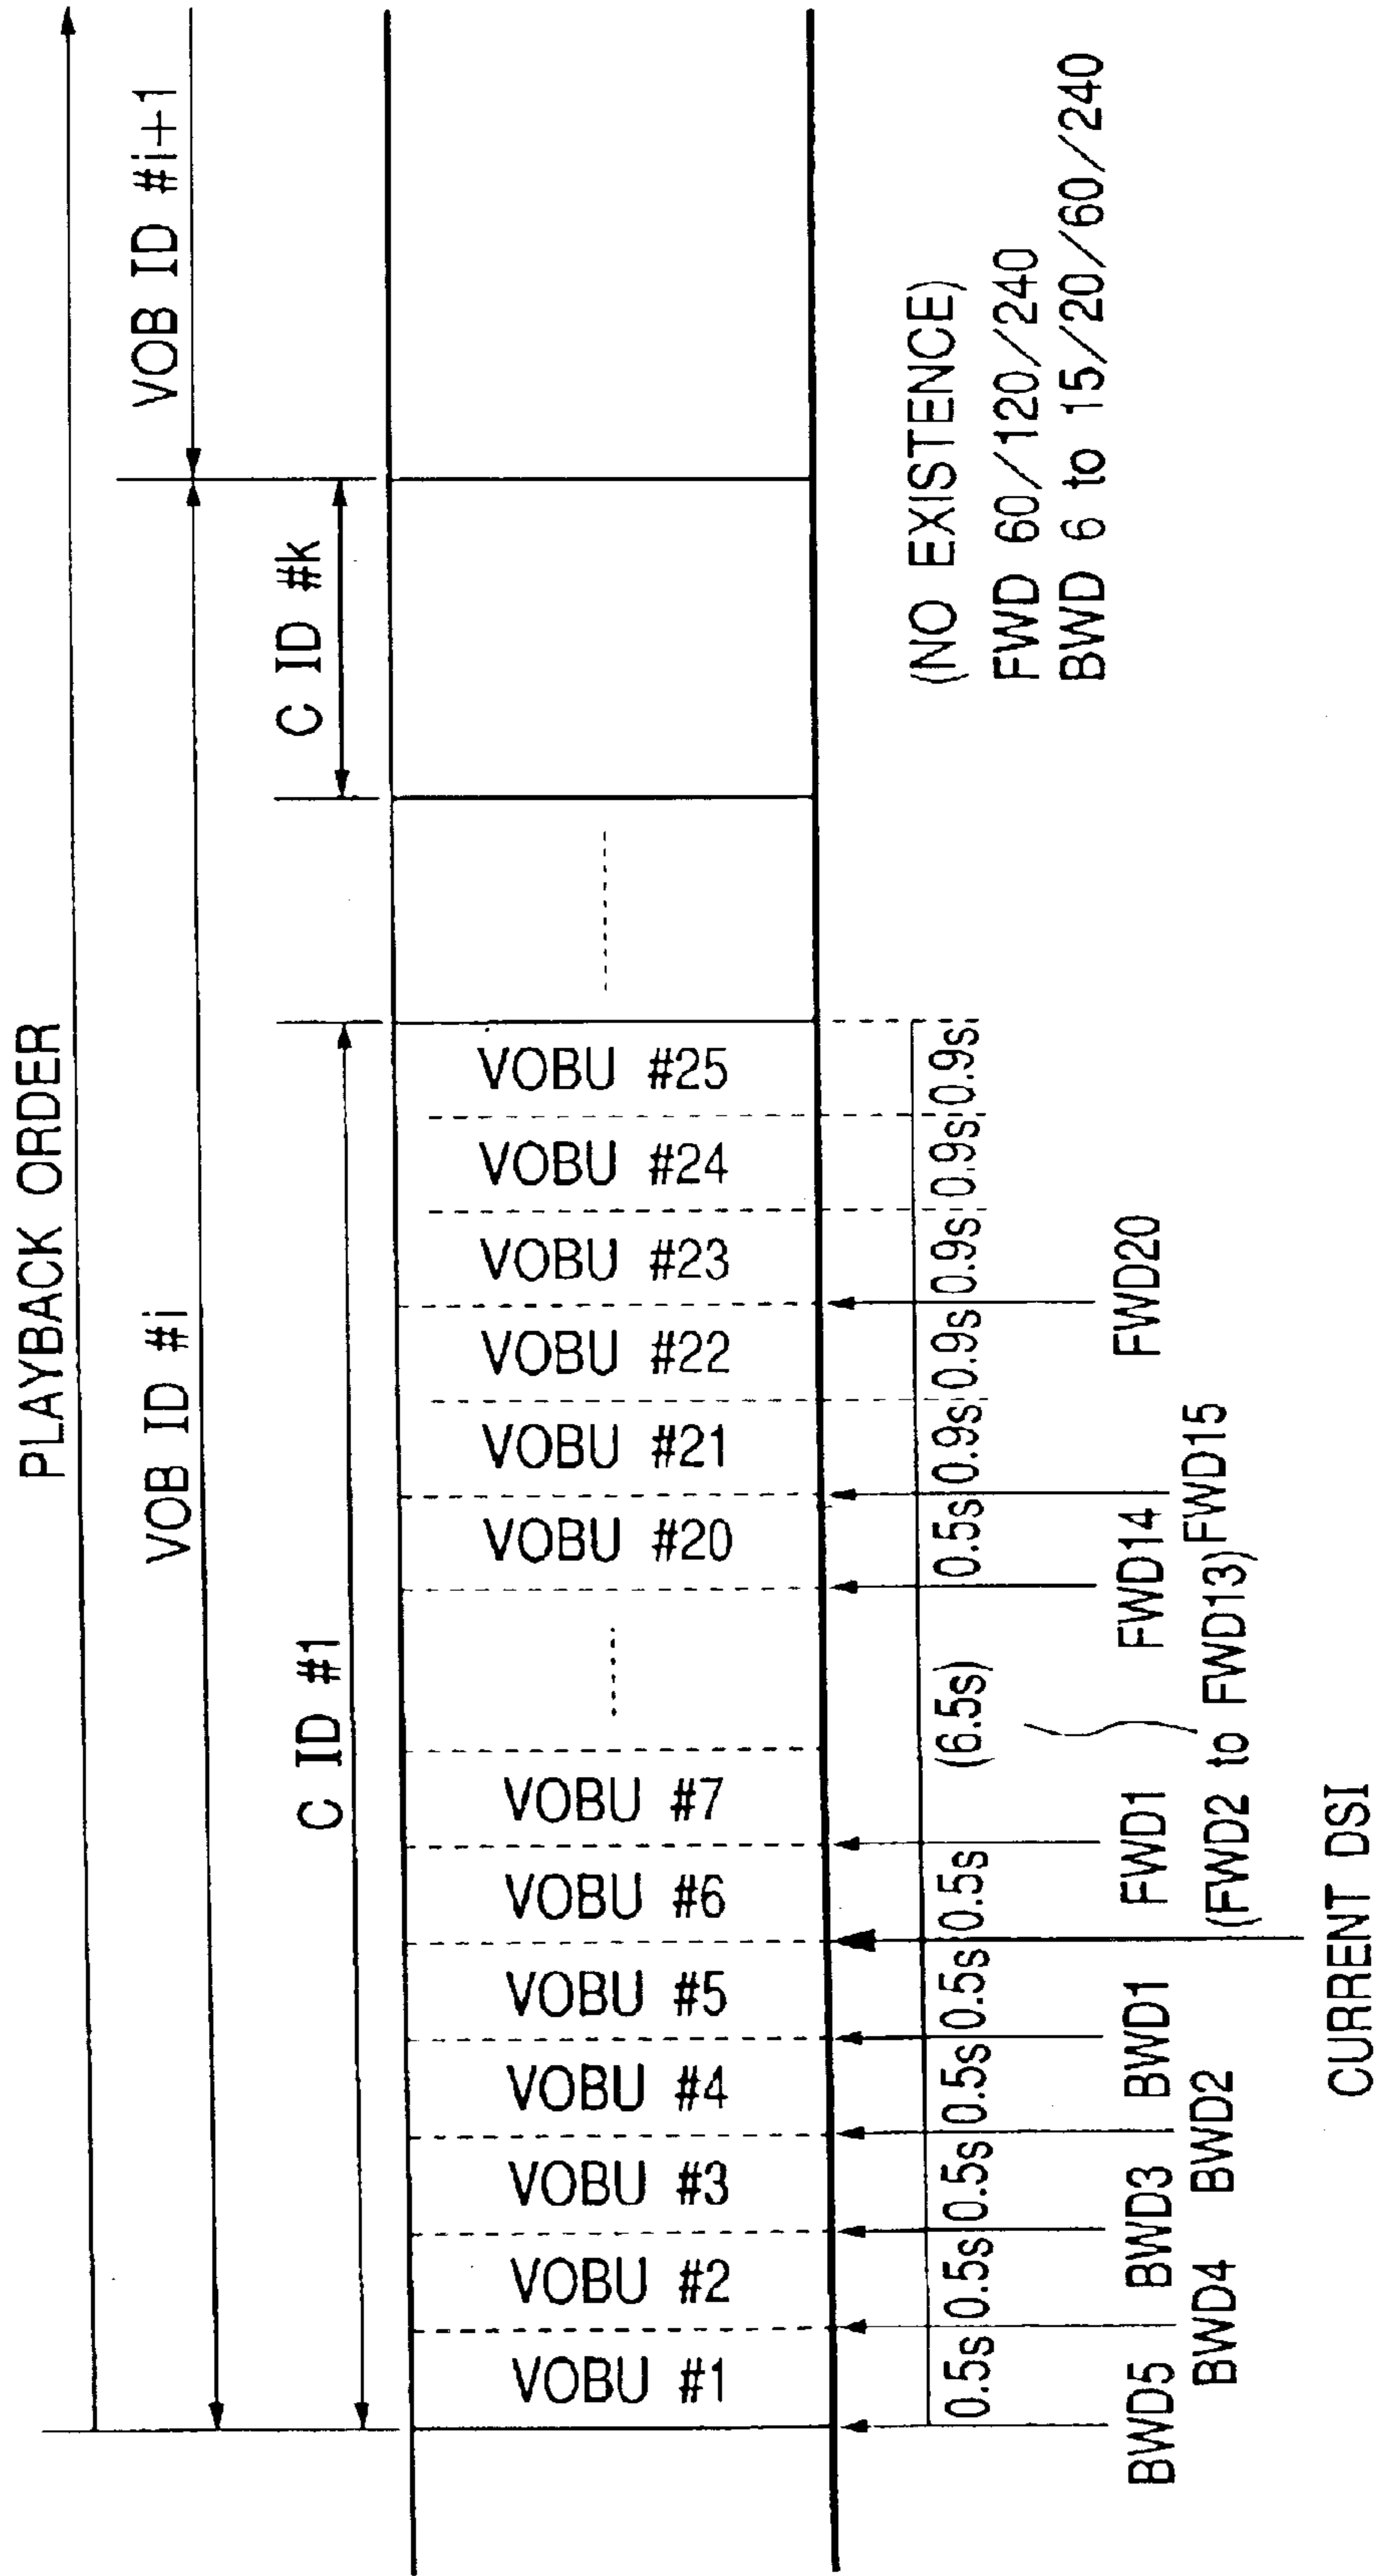 PLAYBACK ORDER
VOB ID #i
VOB ID #i+1
C ID #1
C ID #k
VOBU #1
VOBU #2
VOBU #3
VOBU #4
VOBU #5
VOBU #6
VOBU #7
VOBU #20
VOBU #21
VOBU #22
VOBU #23
VOBU #24
VOBU #25
0.5s 0.5s 0.5s 0.5s 0.5s 0.5s (6.5s) 0.5s 0.9s 0.9s 0.9s 0.9s 0.9s
BWD5 BWD3 BWD1 FWD1 FWD14 FWD20
BWD4 BWD2 (FWD2 to FWD13) FWD15
CURRENT DSI
(NO EXISTENCE)
FWD 60/120/240
BWD 6 to 15/20/60/240